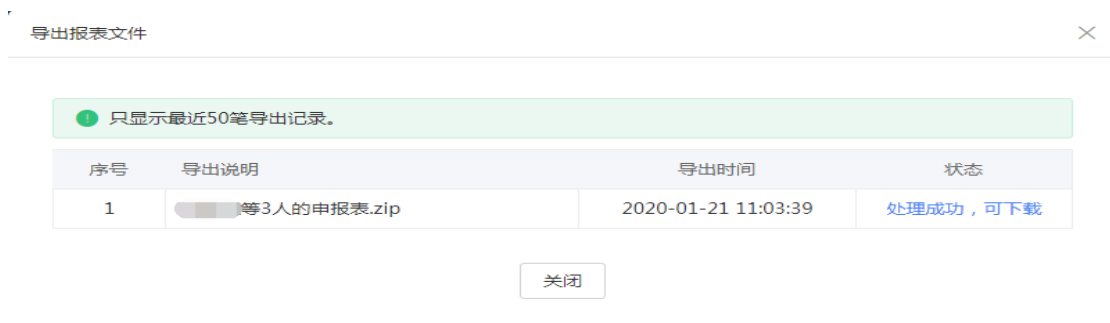 导出报表文件
只显示最近50笔导出记录。
序号 导出说明 导出时间 状态
1 等3人的申报表.zip 2020-01-21 11:03:39 处理成功，可下载
关闭